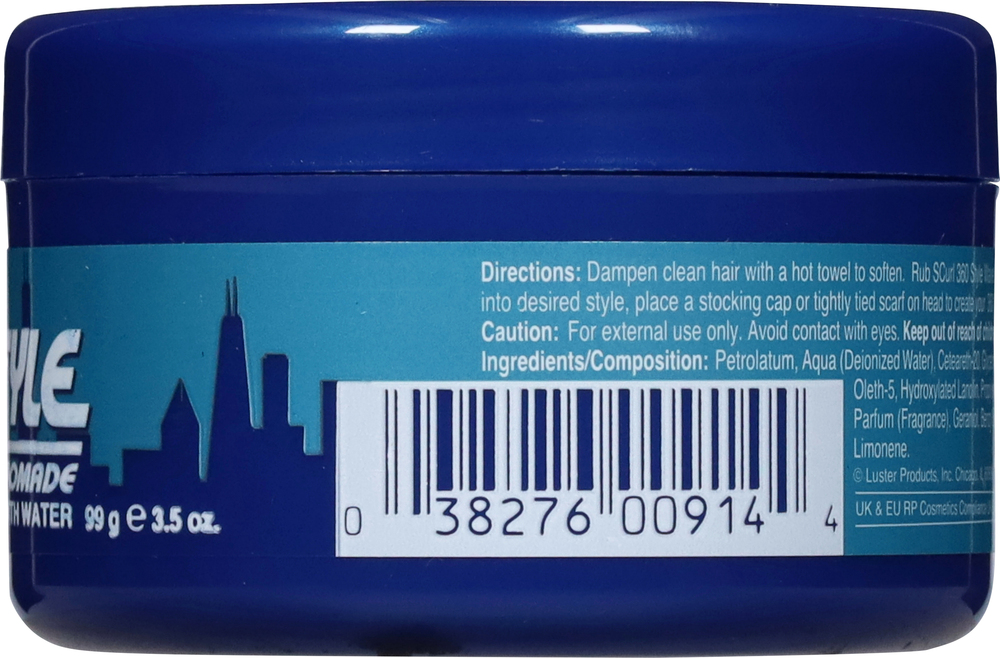 YLE
OMADE
TH WATER 99 g e 3.5 oz.
Directions: Dampen clean hair with a hot towel to soften. Rub SCurl 360 Style
into desired style, place a stocking cap or tightly tied scarf on head to create your
Caution: For external use only. Avoid contact with eyes. Keep out of reach of
Ingredients/Composition: Petrolatum, Aqua (Deionized Water), Ceteareth-20,
Oleth-5, Hydroxylated Lanolin,
Parfum (Fragrance), Geraniol,
Limonene.
© Luster Products, Inc. Chicago, IL
UK & EU RP Cosmetics Compliance
0 38276 00914 4